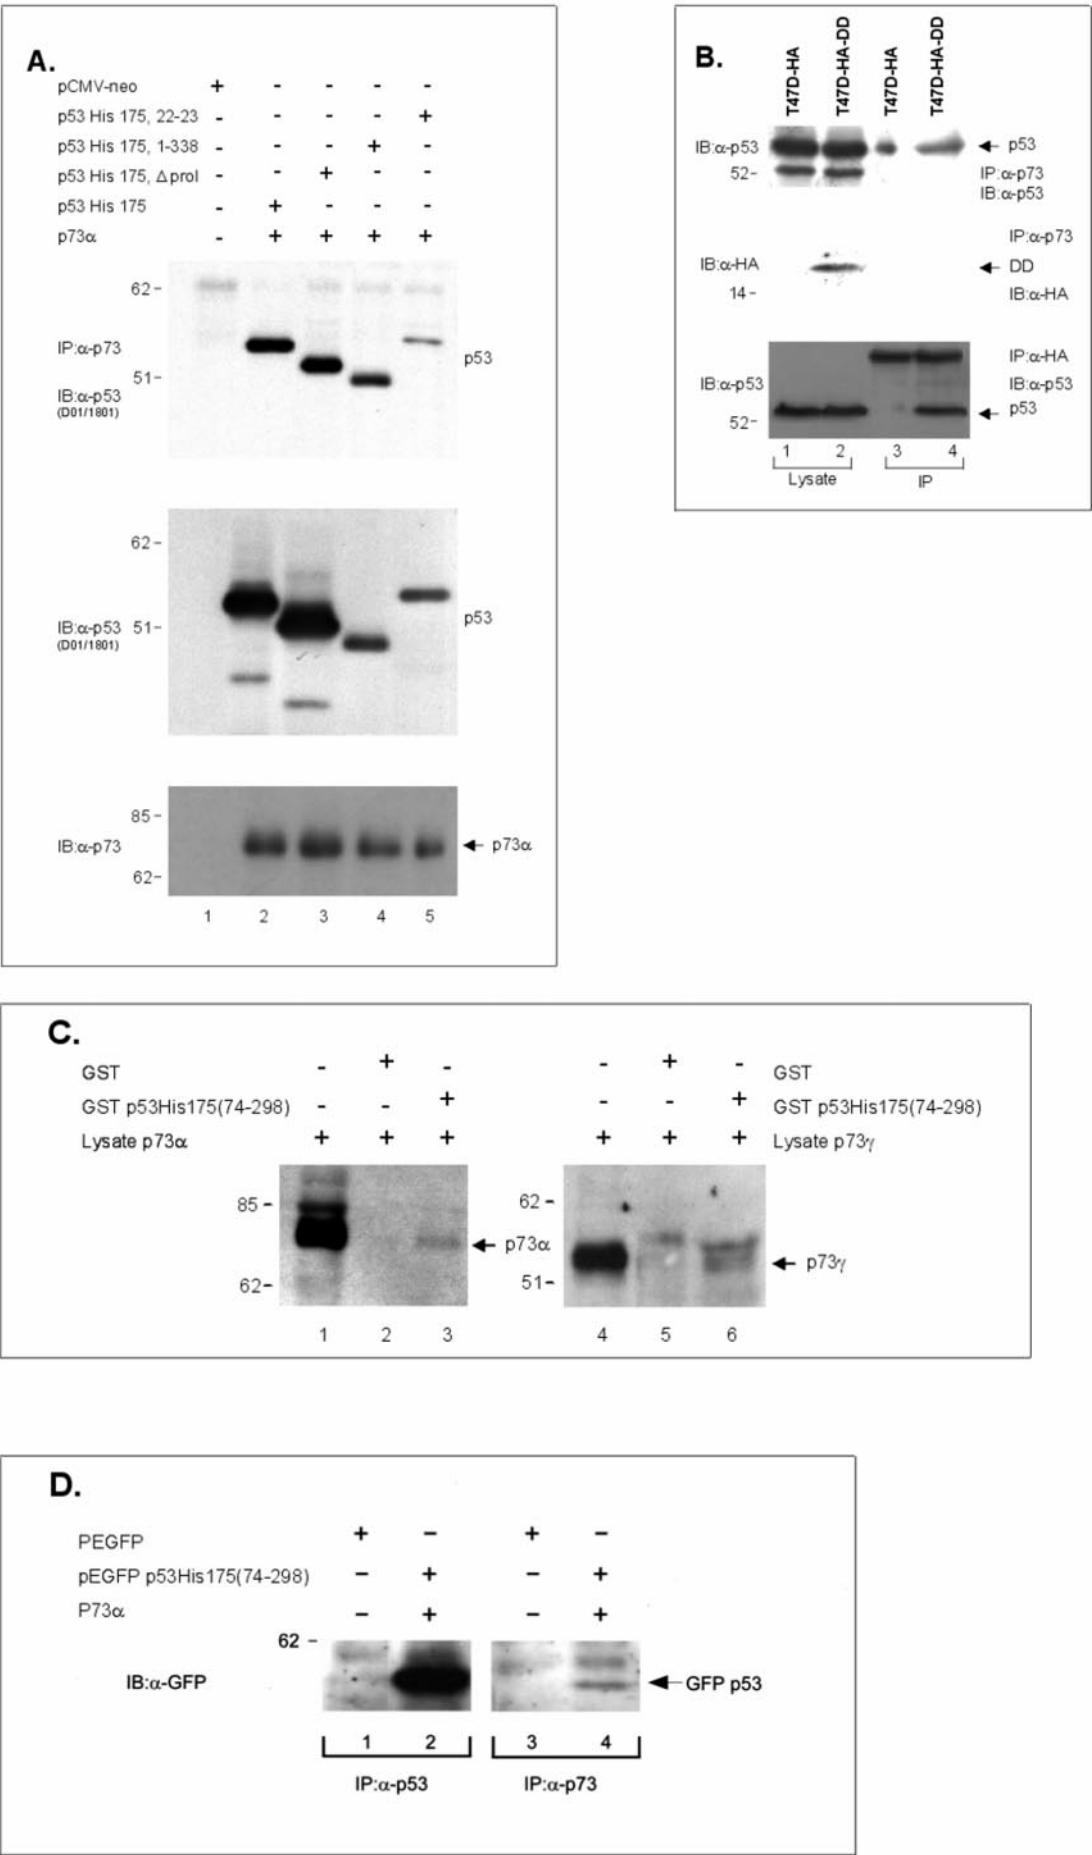 A.
pCMV-neo + - - - -
p53 His 175, 22-23 - - - - +
p53 His 175, 1-338 - - - + -
p53 His 175, Δ prol - - + - -
p53 His 175 - + - - -
p73α - + + + +
62-
IP:α-p73
p53
51-
IB:α-p53
(D01/1801)
62-
p53
IB:α-p53 51-
(D01/1801)
85-
IB:α-p73
p73α
62-
1 2 3 4 5
B.
T47D-HA
T47D-HA-DD
T47D-HA
T47D-HA-DD
IB:α-p53
p53
52-
IP:α-p73
IB:α-p53
IP:α-p73
IB:α-HA
DD
14-
IB:α-HA
IP:α-HA
IB:α-p53
IB:α-p53
p53
52-
1 2 3 4
Lysate IP
C.
GST - + - - + - GST
GST p53His175(74-298) - - + - - + GST p53His175(74-298)
Lysate p73α + + + + + + Lysate p73γ
85-
62-
p73α
62-
51-
p73γ
1 2 3 4 5 6
D.
PEGFP + - + -
pEGFP p53His175(74-298) - + - +
P73α - + - +
62 -
IB:α-GFP
GFP p53
1 2 3 4
IP:α-p53 IP:α-p73